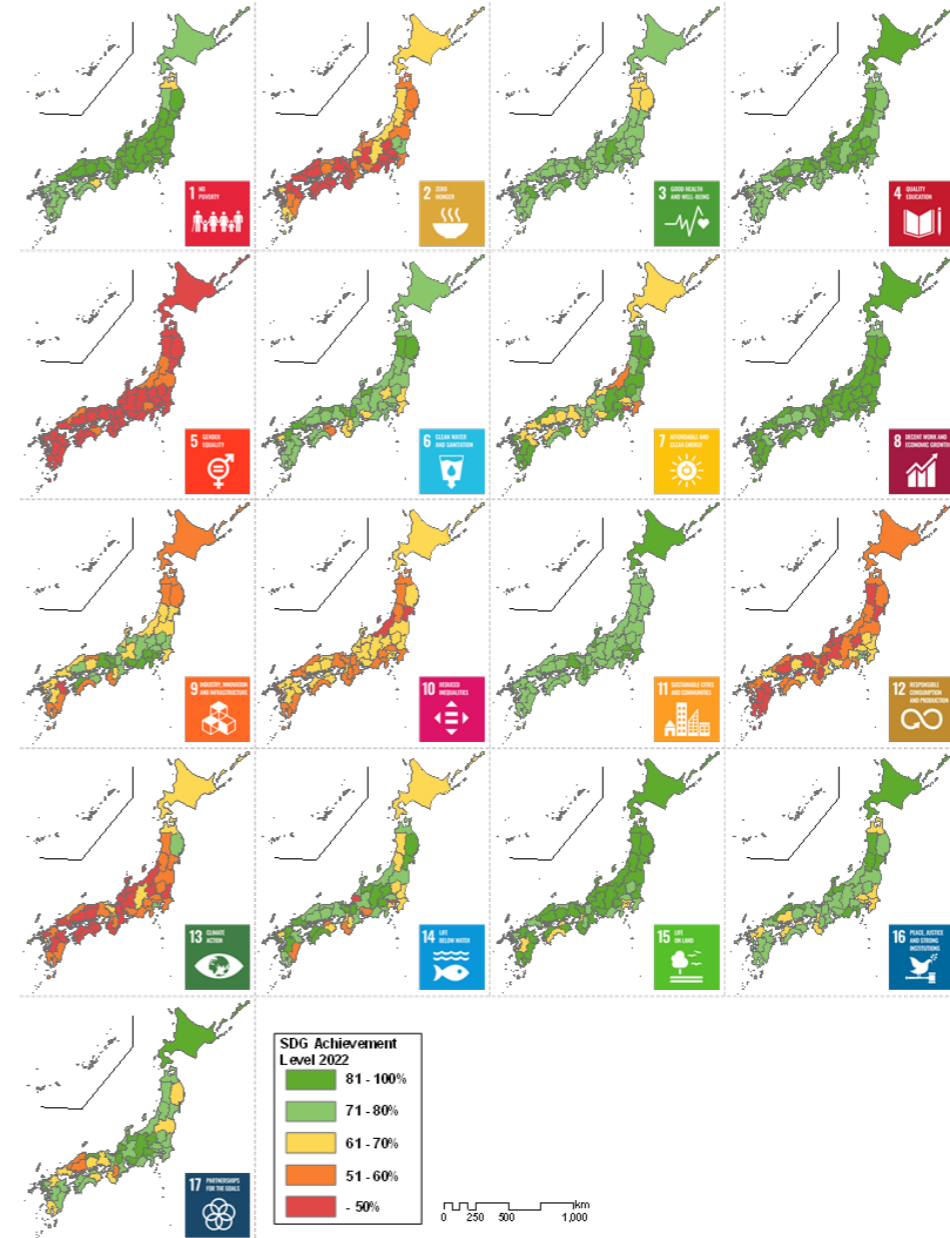 1 NO
POVERTY
2 ZERO
HUNGER
3 GOOD HEALTH
AND WELL-BEING
4 QUALITY
EDUCATION
5 GENDER
EQUALITY
6 CLEAN WATER
AND SANITATION
7 AFFORDABLE AND
CLEAN ENERGY
8 DECENT WORK AND
ECONOMIC GROWTH
9 INDUSTRY, INNOVATION
AND INFRASTRUCTURE
10 REDUCED
INEQUALITIES
11 SUSTAINABLE CITIES
AND COMMUNITIES
12 RESPONSIBLE
CONSUMPTION
AND PRODUCTION
13 CLIMATE
ACTION
14 LIFE
BELOW WATER
15 LIFE
ON LAND
16 PEACE, JUSTICE
AND STRONG
INSTITUTIONS
17 PARTNERSHIPS
FOR THE GOALS
SDG Achievement
Level 2022
81 - 100%
71 - 80%
61 - 70%
51 - 60%
- 50%
km
0 250 500 1,000